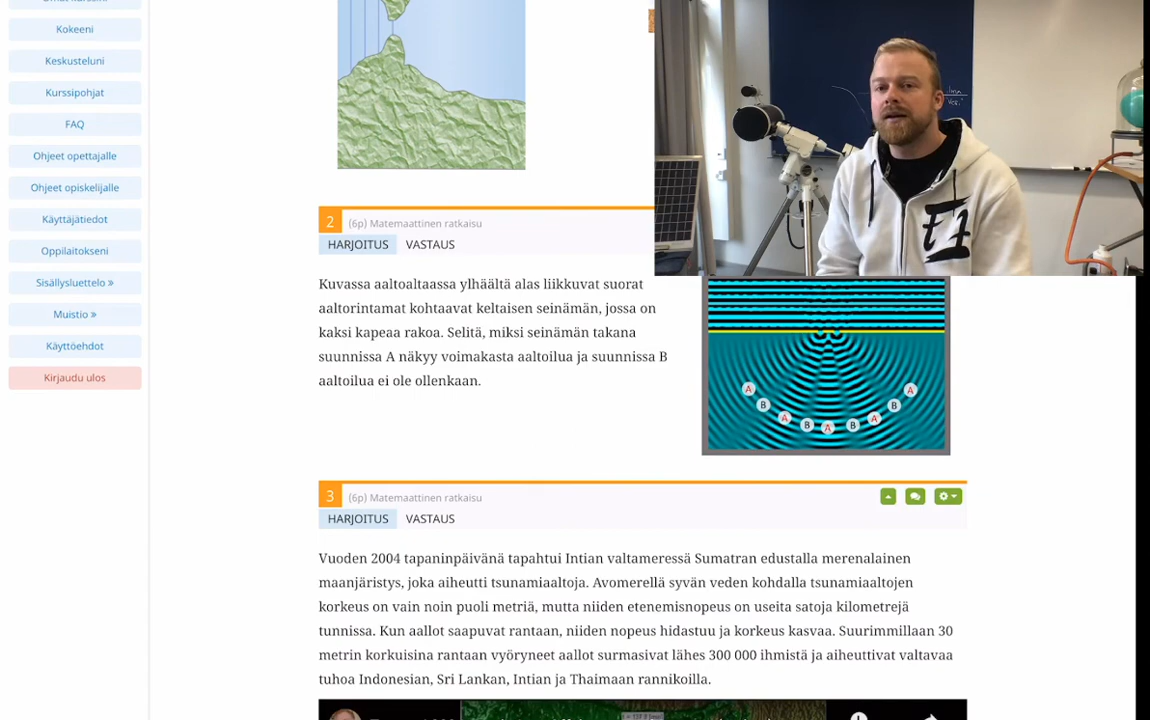 Kokeeni
Keskusteluni
Kurssipohjat
FAQ
Ohjeet opettajalle
Ohjeet opiskelijalle
Käyttäjätiedot
Oppilaitokseni
Sisällysluettelo »
Muistio »
Käyttöehdot
Kirjaudu ulos
2 (6p) Matemaattinen ratkaisu
HARJOITUS VASTAUS
Kuvassa aaltoaltaassa ylhäältä alas liikkuvat suorat
aaltorintamat kohtaavat keltaisen seinämän, jossa on
kaksi kapeaa rakoa. Selitä, miksi seinämän takana
suunnissa A näkyy voimakasta aaltoilua ja suunnissa B
aaltoilua ei ole ollenkaan.
A B A B A B A B A
3 (6p) Matemaattinen ratkaisu
HARJOITUS VASTAUS
Vuoden 2004 tapaninpäivänä tapahtui Intian valtameressä Sumatran edustalla merenalainen
maanjäristys, joka aiheutti tsunamiaaltoja. Avomerellä syvän veden kohdalla tsunamiaaltojen
korkeus on vain noin puoli metriä, mutta niiden etenemisnopeus on useita satoja kilometrejä
tunnissa. Kun aallot saapuvat rantaan, niiden nopeus hidastuu ja korkeus kasvaa. Suurimmillaan 30
metrin korkuisina rantaan vyöryneet aallot surmasivat lähes 300 000 ihmistä ja aiheuttivat valtavaa
tuhoa Indonesian, Sri Lankan, Intian ja Thaimaan rannikoilla.